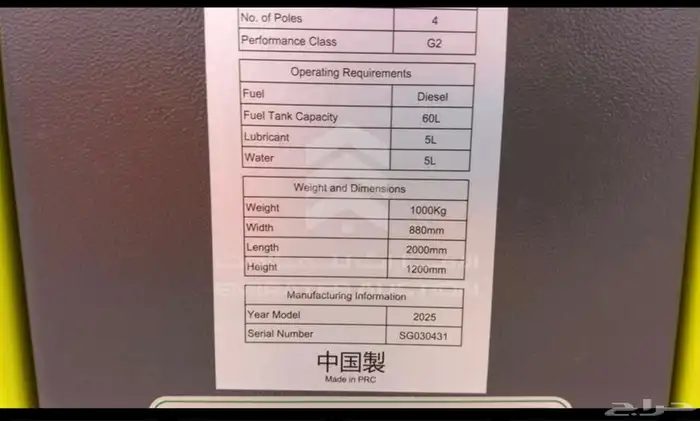 No. of Poles 4
Performance Class G2
Operating Requirements
Fuel Diesel
Fuel Tank Capacity 60L
Lubricant 5L
Water 5L
Weight and Dimensions
Weight 1000Kg
Width 880mm
Length 2000mm
Height 1200mm
Manufacturing Information
Year Model 2025
Serial Number SG030431
中国製
Made in PRC
حراج